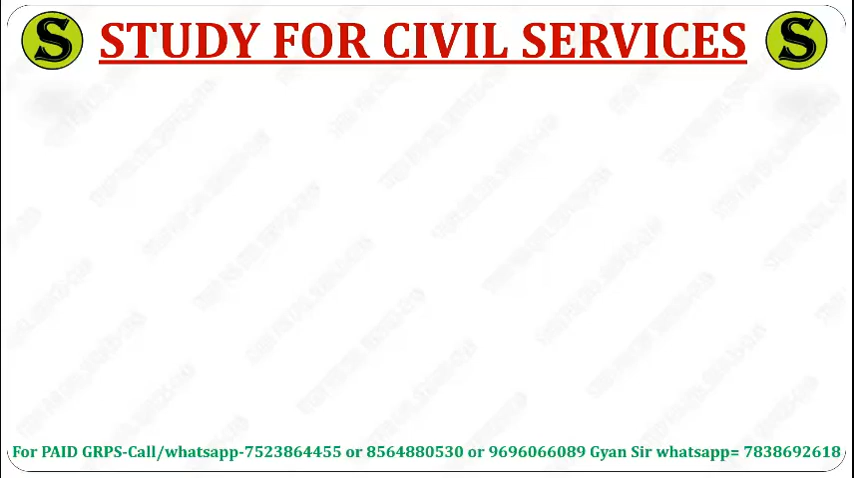 S STUDY FOR CIVIL SERVICES S
For PAID GRPS-Call/whatsapp-7523864455 or 8564880530 or 9696066089 Gyan Sir whatsapp= 7838692618